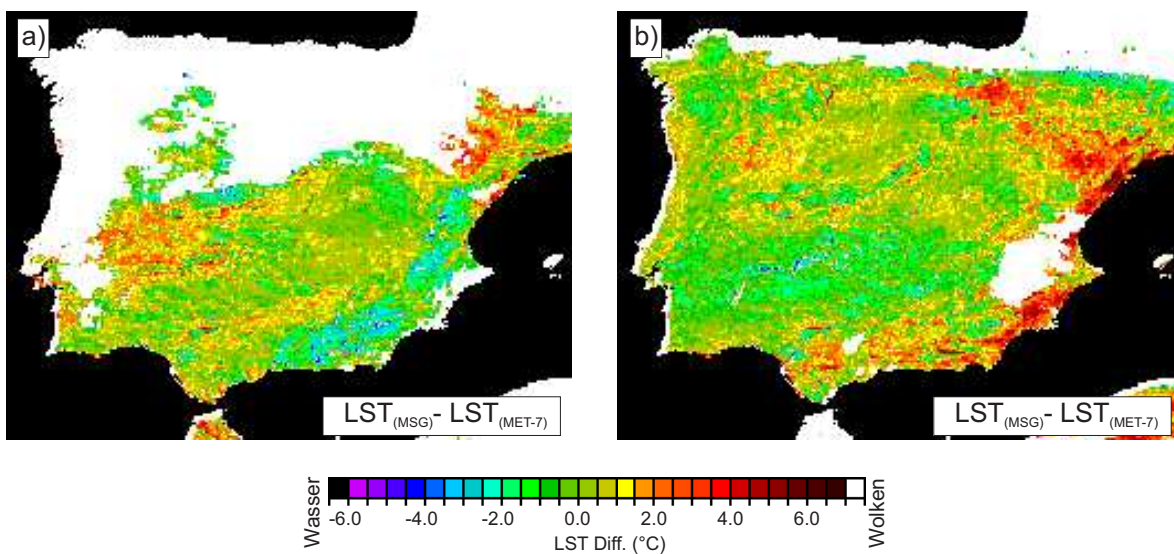 a)
LST(MSG)- LST(MET-7)
b)
LST(MSG)- LST(MET-7)
Wasser
-6.0 -4.0 -2.0 0.0 2.0 4.0 6.0
Wolken
LST Diff. (°C)